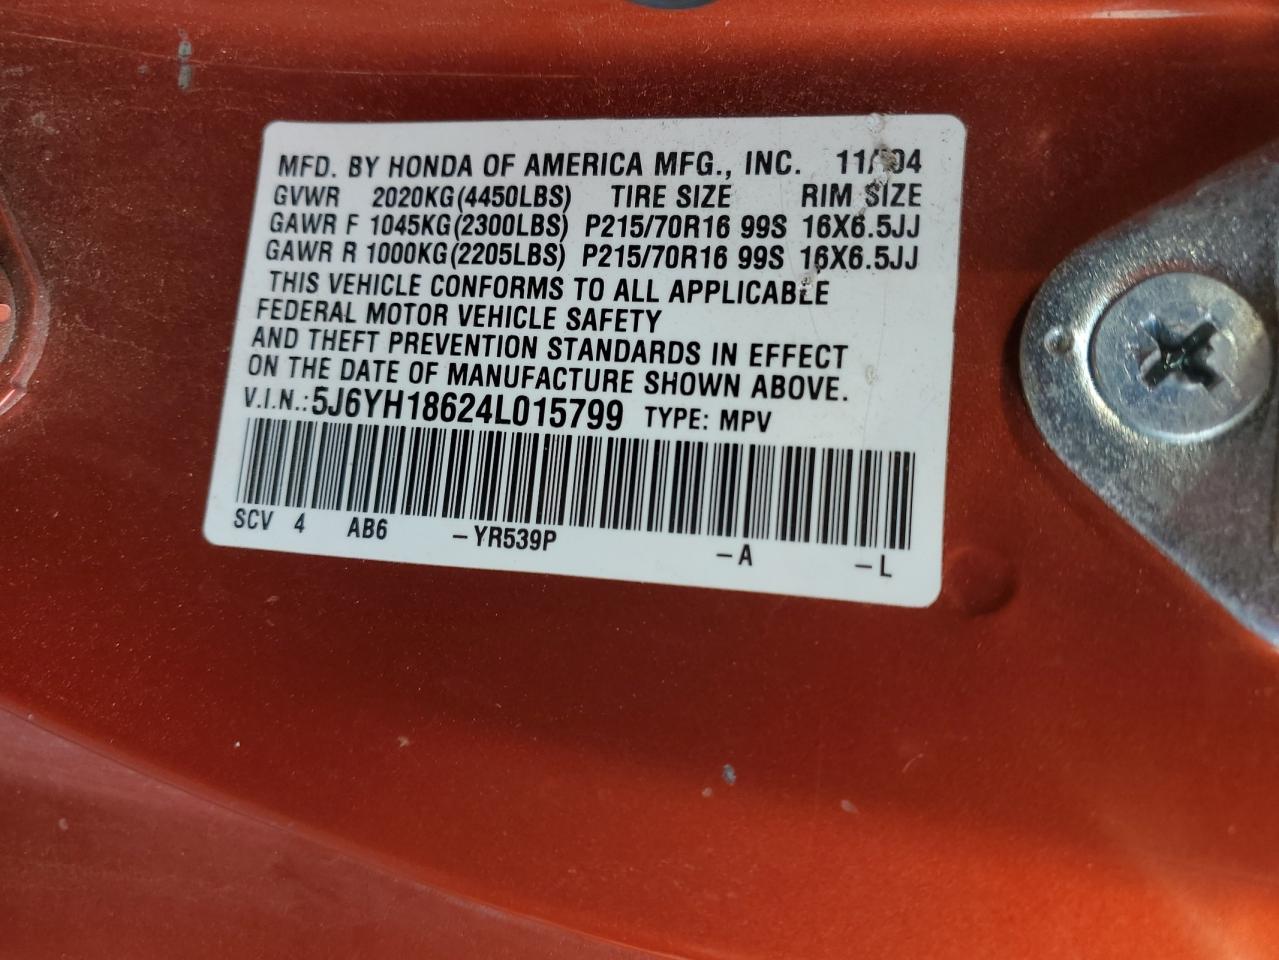 MFD. BY HONDA OF AMERICA MFG., INC.
GVWR 2020KG(4450LBS) TIRE SIZE RIM SIZE
GAWR F 1045KG(2300LBS) P215/70R16 99S 16X6.5JJ
GAWR R 1000KG(2205LBS) P215/70R16 99S 16X6.5JJ
THIS VEHICLE CONFORMS TO ALL APPLICABLE
FEDERAL MOTOR VEHICLE SAFETY
AND THEFT PREVENTION STANDARDS IN EFFECT
ON THE DATE OF MANUFACTURE SHOWN ABOVE.
V.I.N.: 5J6YH18624L015799 TYPE: MPV
SCV 4 AB6 -YR539P -A -L